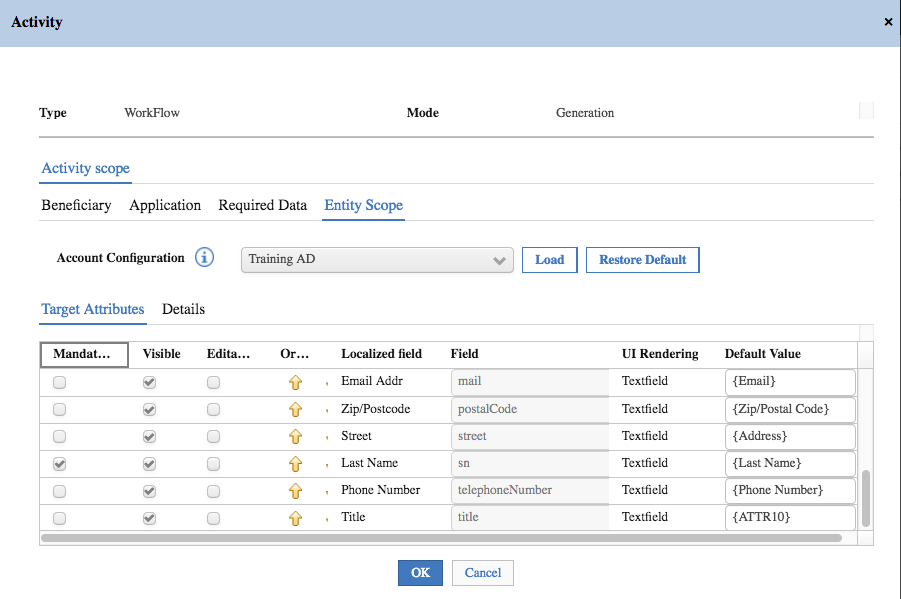 Activity ×
Type WorkFlow Mode Generation
Activity scope
Beneficiary Application Required Data Entity Scope
Account Configuration i Training AD Load Restore Default
Target Attributes Details
Mandat... Visible Edita... Or... Localized field Field UI Rendering Default Value
Email Addr mail Textfield {Email}
Zip/Postcode postalCode Textfield {Zip/Postal Code}
Street street Textfield {Address}
Last Name sn Textfield {Last Name}
Phone Number telephoneNumber Textfield {Phone Number}
Title title Textfield {ATTR10}
OK Cancel